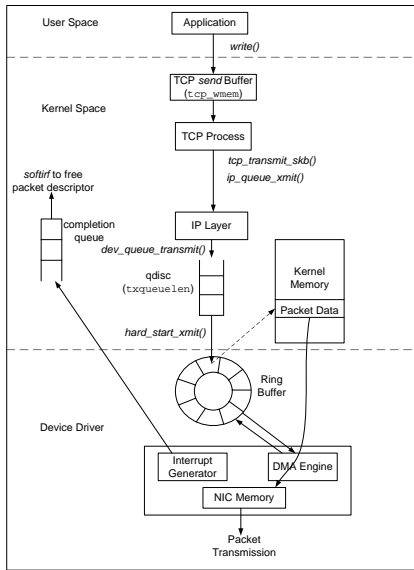 User Space
Application
write()
TCP send Buffer
(tcp_wmem)
Kernel Space
TCP Process
tcp_transmit_skb()
ip_queue_xmit()
softirf to free
packet descriptor
IP Layer
completion
queue
dev_queue_transmit()
qdisc
(txqueuelen)
Kernel
Memory
Packet Data
hard_start_xmit()
Ring
Buffer
Device Driver
Interrupt
Generator
DMA Engine
NIC Memory
Packet
Transmission